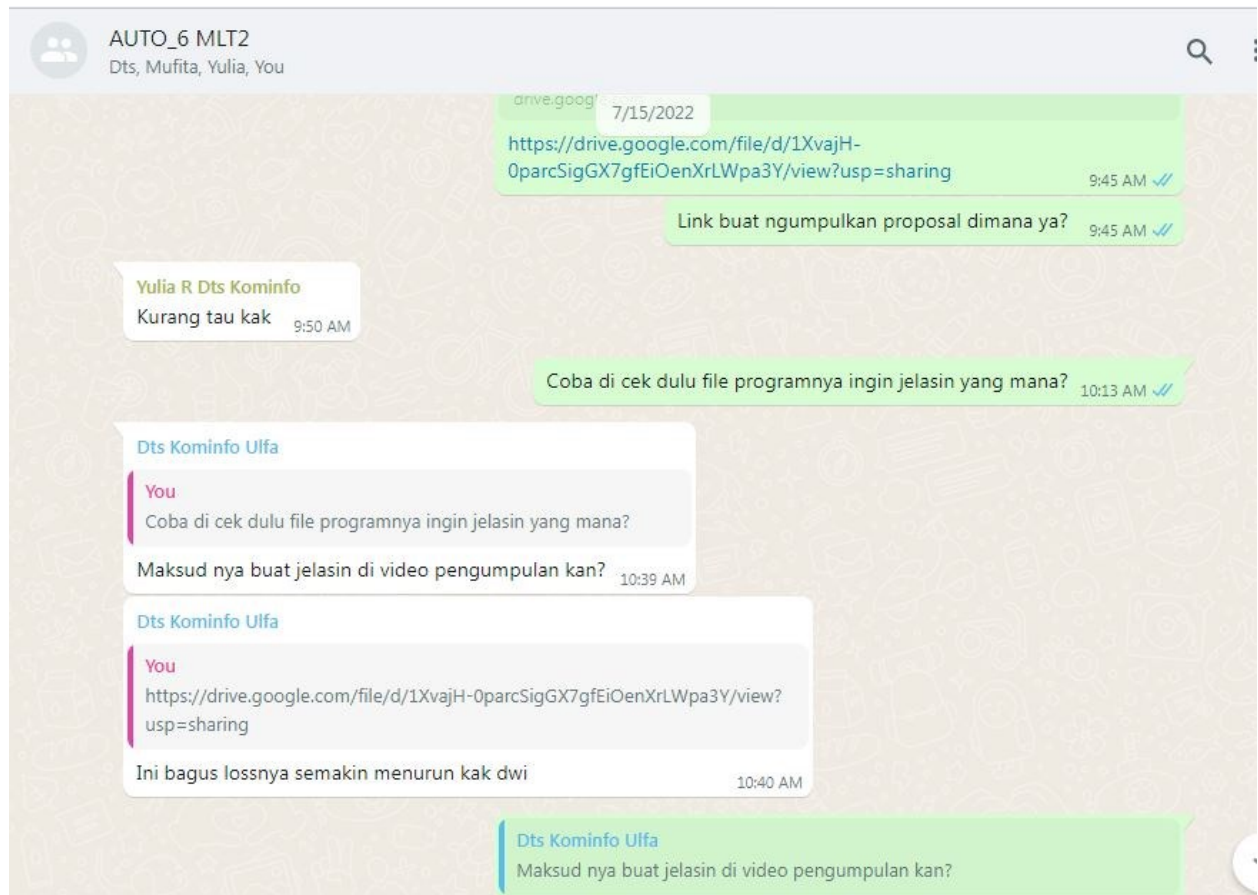 AUTO_6 MLT2
Dts, Mufita, Yulia, You
7/15/2022
https://drive.google.com/file/d/1XvajH-
0parcSigGX7gfEiOenXrLWpa3Y/view?usp=sharing
9:45 AM
Link buat ngumpulkan proposal dimana ya? 9:45 AM
Yulia R Dts Kominfo
Kurang tau kak 9:50 AM
Coba di cek dulu file programnya ingin jelasin yang mana? 10:13 AM
Dts Kominfo Ulfa
You
Coba di cek dulu file programnya ingin jelasin yang mana?
Maksud nya buat jelasin di video pengumpulan kan? 10:39 AM
Dts Kominfo Ulfa
You
https://drive.google.com/file/d/1XvajH-0parcSigGX7gfEiOenXrLWpa3Y/view?
usp=sharing
Ini bagus lossnya semakin menurun kak dwi 10:40 AM
Dts Kominfo Ulfa
Maksud nya buat jelasin di video pengumpulan kan?